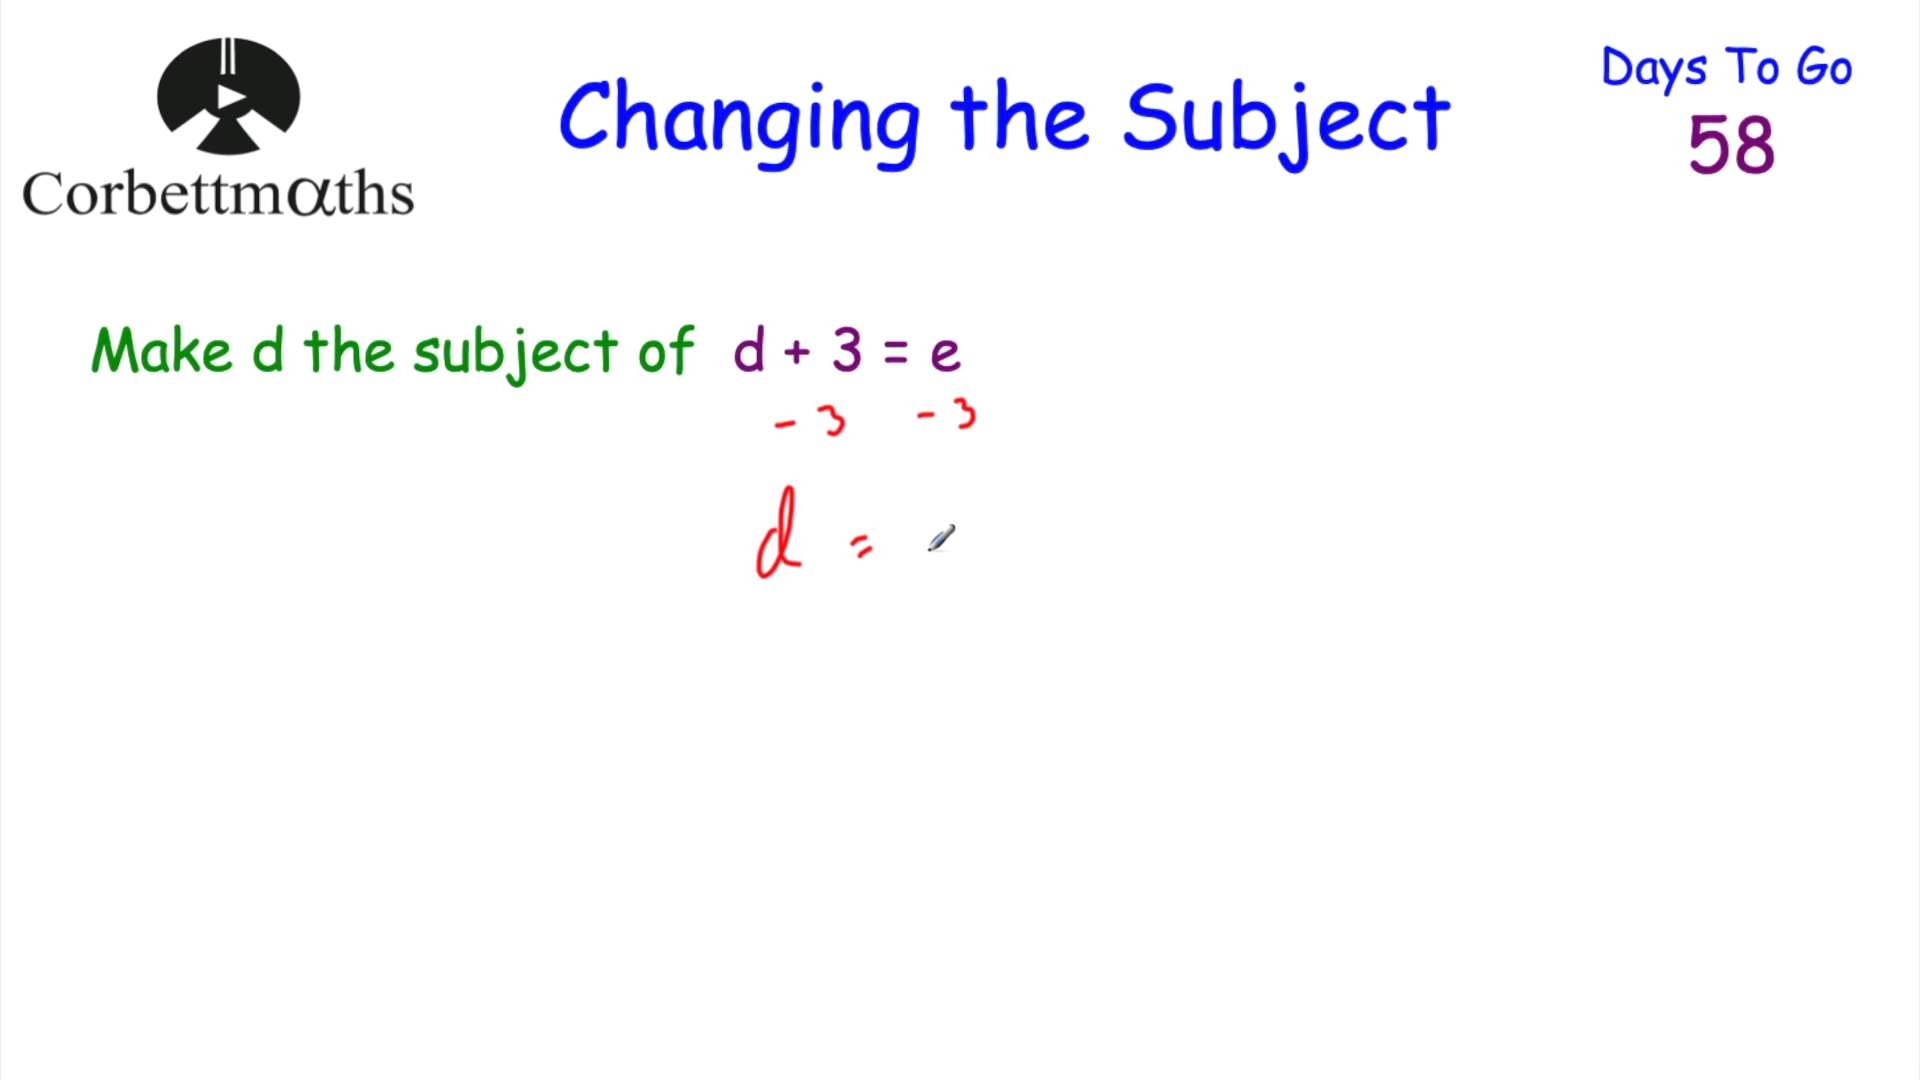 Corbettmαths
Changing the Subject
Days To Go
58
Make d the subject of d + 3 = e
- 3 - 3
d =